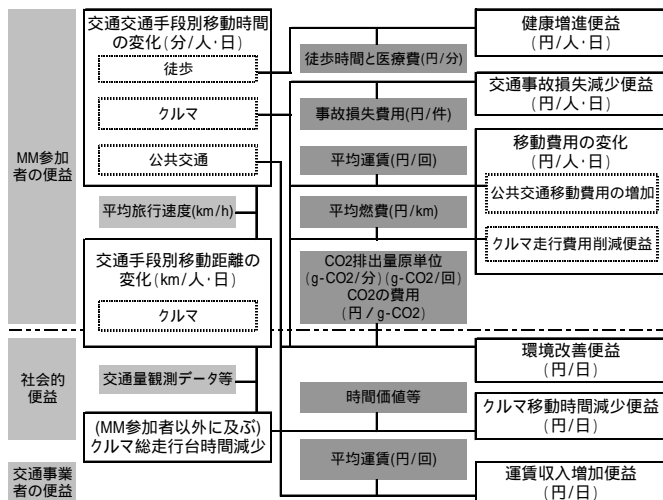 MM参加
者の便益
社会的
便益
交通事業
者の便益
交通交通手段別移動時間
の変化(分/人･日)
徒歩
クルマ
公共交通
平均旅行速度(km/h)
交通手段別移動距離の
変化(km/人･日)
クルマ
交通量観測データ等
(MM参加者以外に及ぶ)
クルマ総走行台時間減少
徒歩時間と医療費(円/分)
事故損失費用(円/件)
平均運賃(円/回)
平均燃費(円/km)
CO2排出量原単位
(g-CO2/分)(g-CO2/回)
CO2の費用
(円/g-CO2)
時間価値等
平均運賃(円/回)
健康増進便益
(円/人･日)
交通事故損失減少便益
(円/人･日)
移動費用の変化
(円/人･日)
公共交通移動費用の増加
クルマ走行費用削減便益
環境改善便益
(円/日)
クルマ移動時間減少便益
(円/日)
運賃収入増加便益
(円/日)